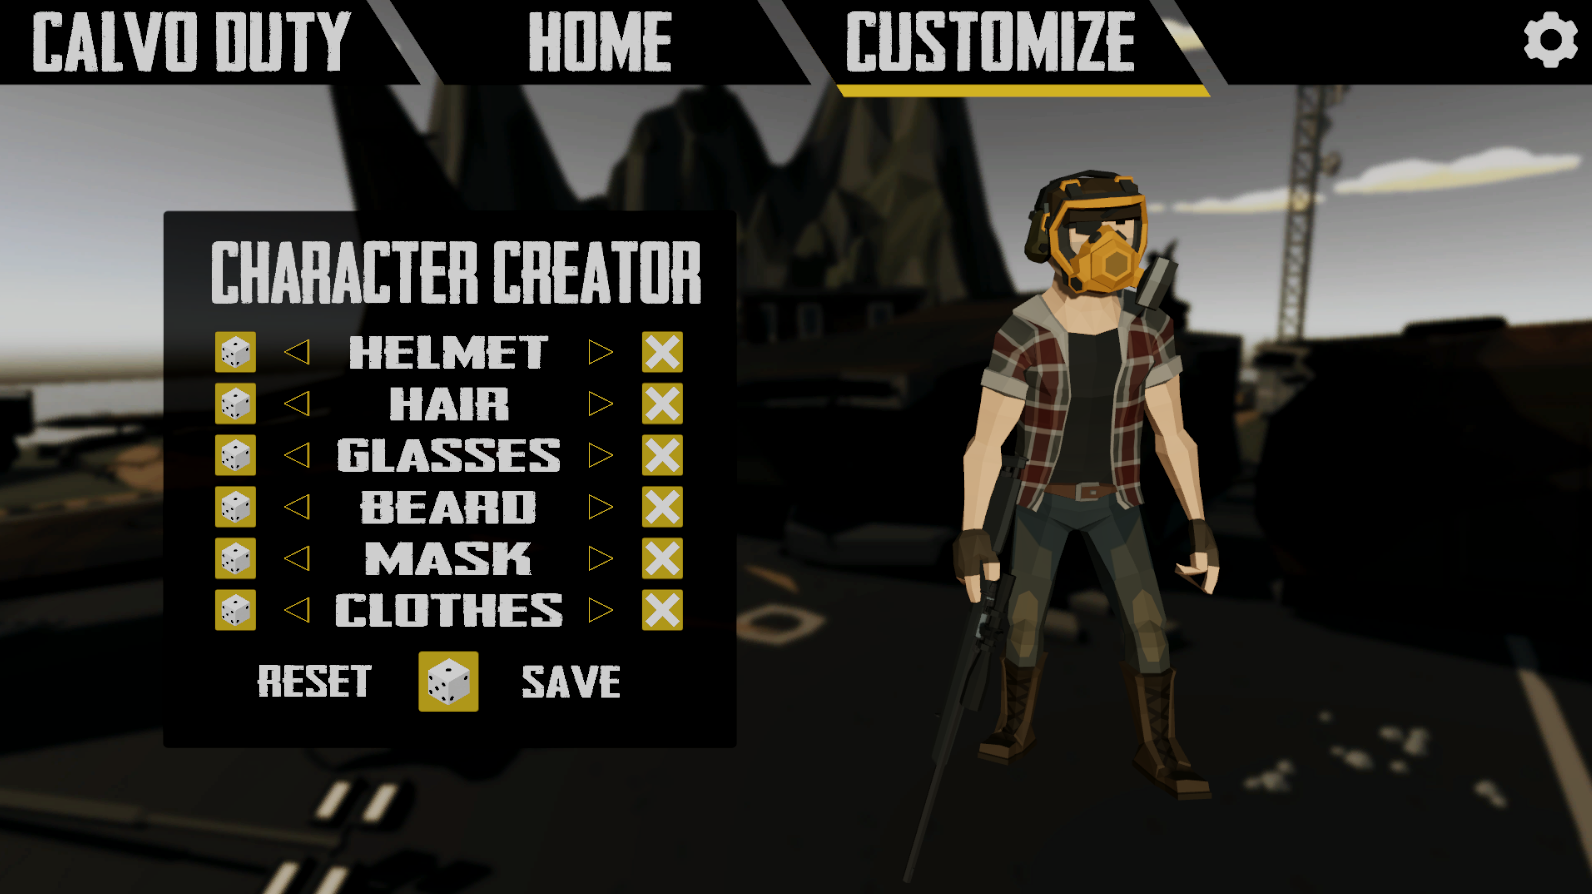 CALVO DUTY
HOME
CUSTOMIZE
CHARACTER CREATOR
HELMET
HAIR
GLASSES
BEARD
MASK
CLOTHES
RESET
SAVE